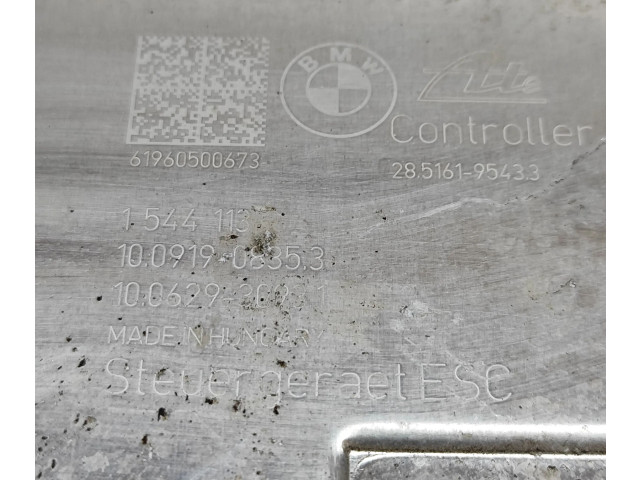 BMW Ate
Controller
61960500673 28.5161-9543.3
1 544 113
10.0919-0835.3
MADE IN HUNGARY
Steuergeraet ESC